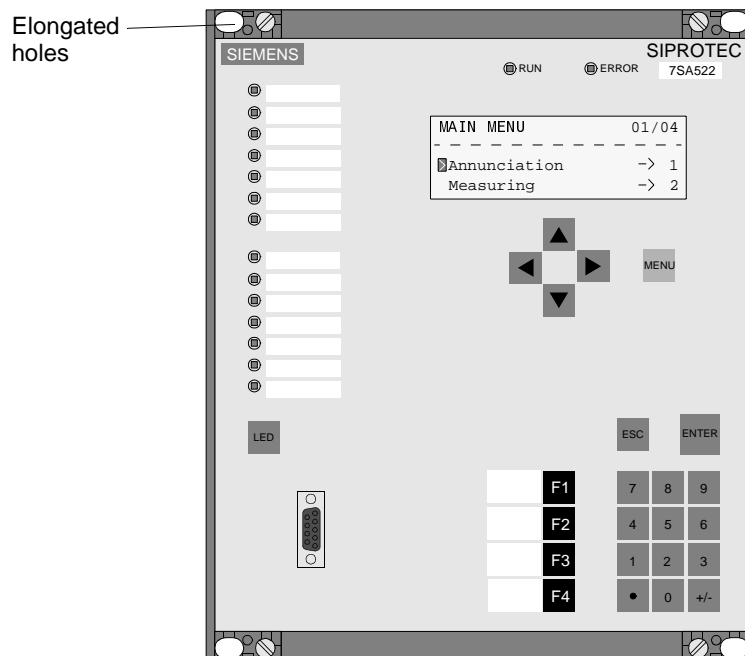 Elongated
holes
SIEMENS
SIPROTEC
RUN
ERROR
7SA522
MAIN MENU 01/04
- - - - - - - - - - - - - - - - -
>Annunciation -> 1
Measuring -> 2
MENU
LED
ESC
ENTER
F1
7 8 9
F2
4 5 6
F3
1 2 3
F4
• 0 +/-